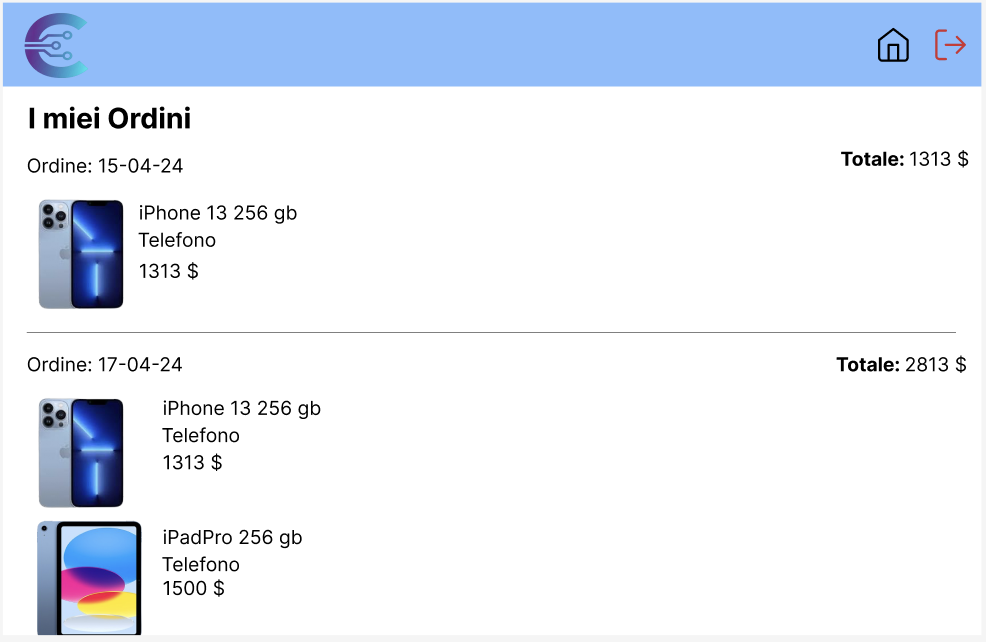 I miei Ordini
Ordine: 15-04-24
Totale: 1313 $
iPhone 13 256 gb
Telefono
1313 $
Ordine: 17-04-24
Totale: 2813 $
iPhone 13 256 gb
Telefono
1313 $
iPadPro 256 gb
Telefono
1500 $